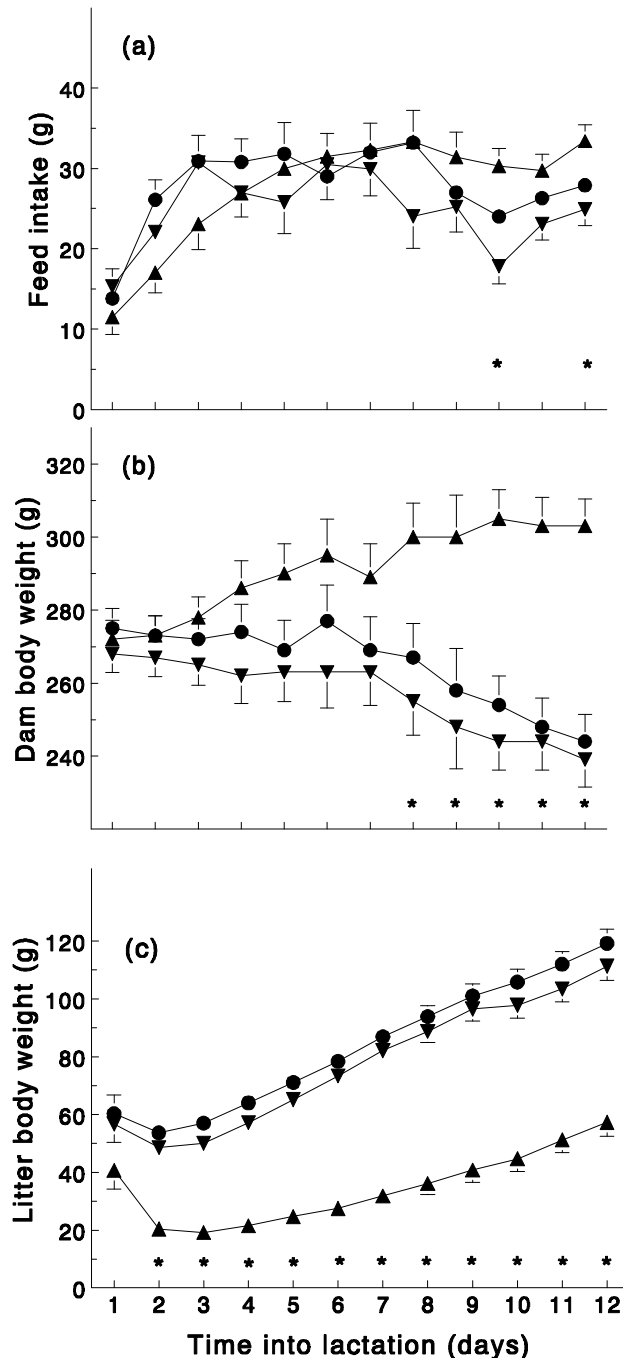 (a)
Feed intake (g)
40
30
20
10
0
* *
(b)
Dam body weight (g)
320
300
280
260
240
* * * * *
(c)
Litter body weight (g)
120
100
80
60
40
20
0
* * * * * * * * * * *
1 2 3 4 5 6 7 8 9 10 11 12
Time into lactation (days)